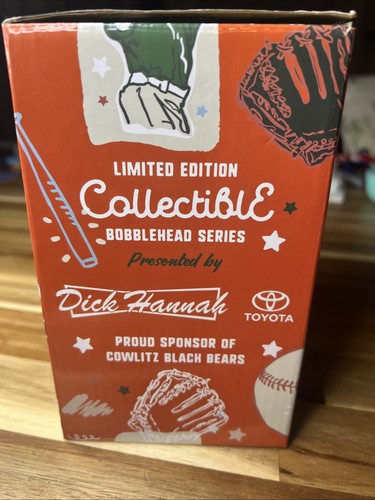 LIMITED EDITION
CollectiblE
BOBBLEHEAD SERIES
Presented by
Dick Hannah
TOYOTA
PROUD SPONSOR OF
COWLITZ BLACK BEARS